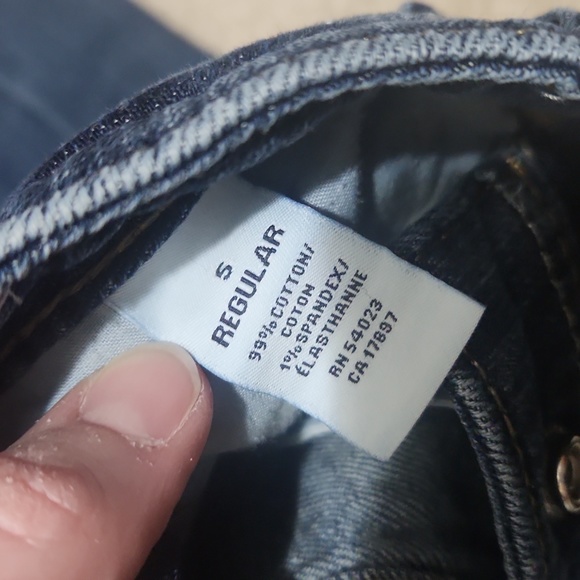 5
REGULAR
99% COTTON/
COTON
1% SPANDEX/
ÉLASTHANNE
RN 54023
CA 17897